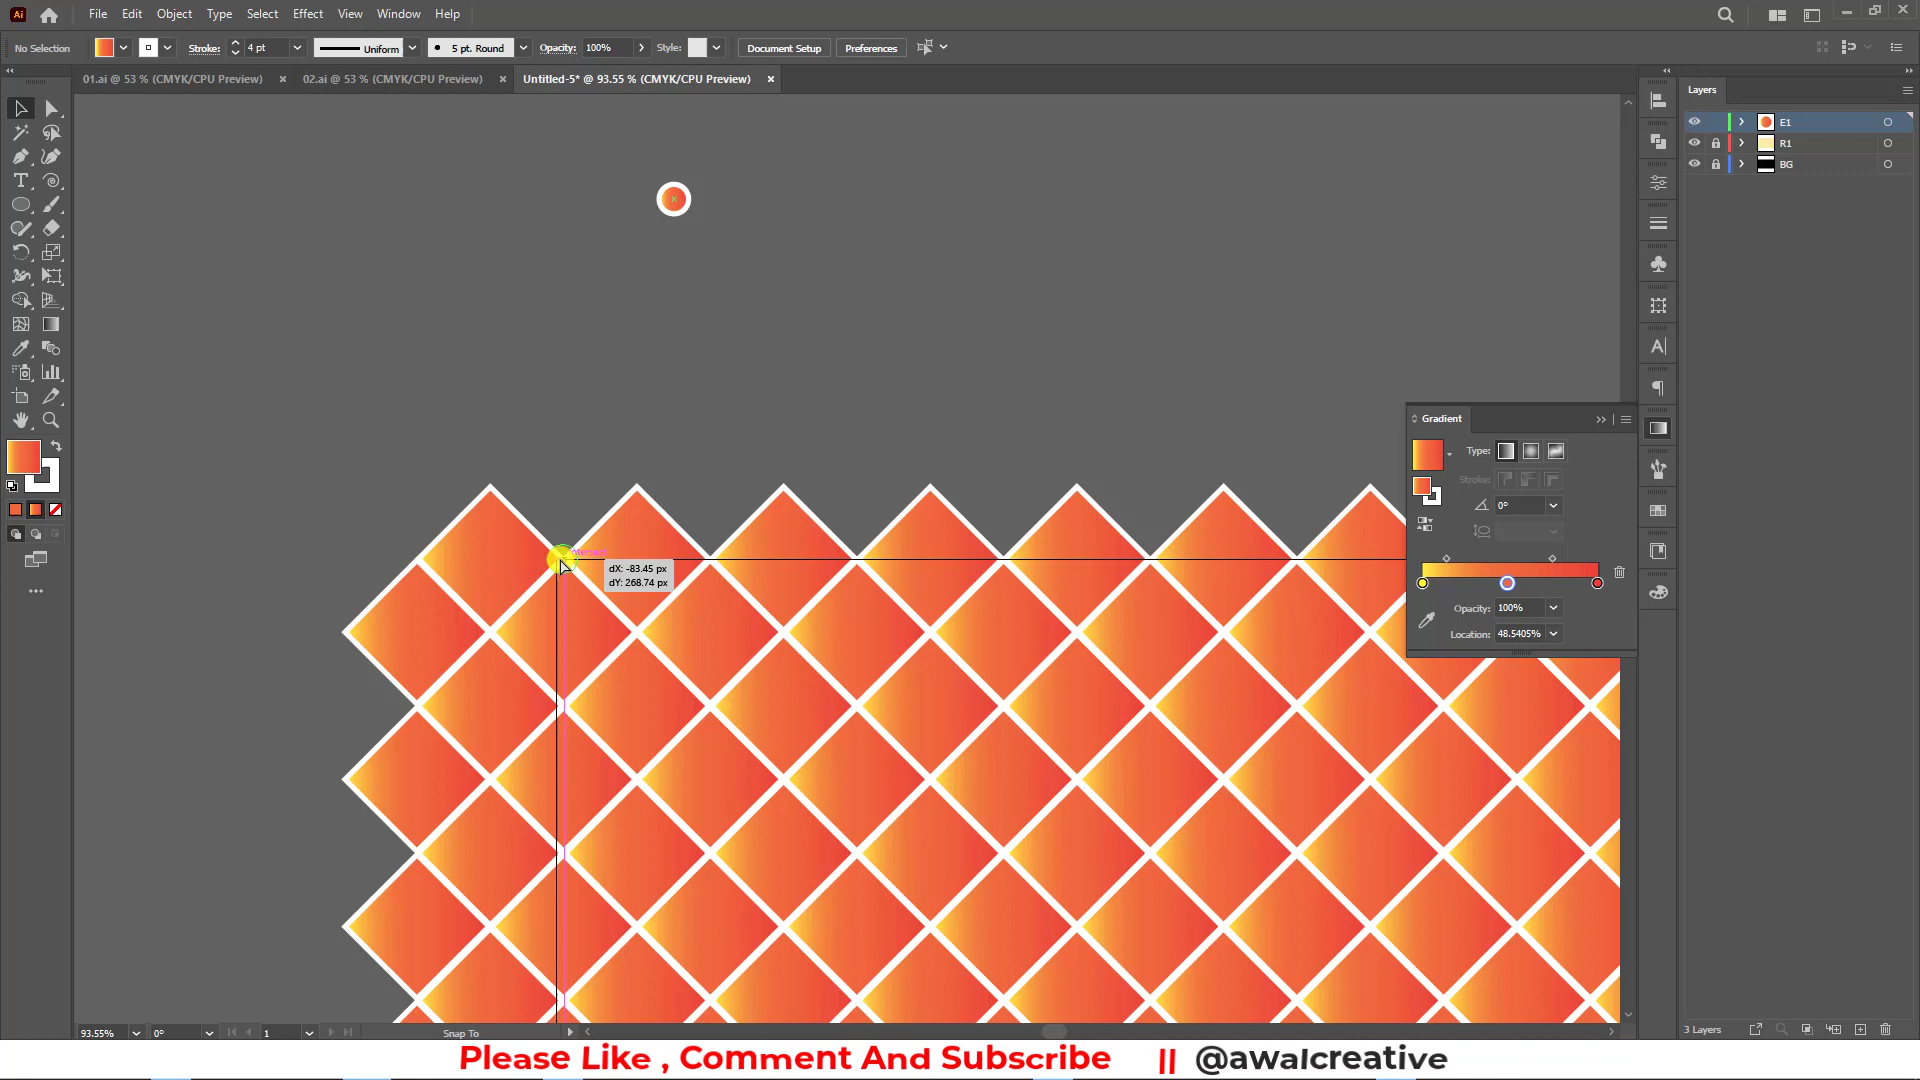 Ai
File Edit Object Type Select Effect View Window Help
No Selection Stroke: 4 pt Uniform 5 pt. Round Opacity: 100% Style: Document Setup Preferences
01.ai @ 53 % (CMYK/CPU Preview) × 02.ai @ 53 % (CMYK/CPU Preview) × Untitled-5* @ 93.55 % (CMYK/CPU Preview) ×
Layers
E1
R1
BG
Gradient
Type:
Stroke:
0°
Opacity: 100%
Location: 48.5405%
dX: -83.45 px
dY: 268.74 px
93.55% 0° 1 Snap To
3 Layers
Please Like , Comment And Subscribe || @awalcreative